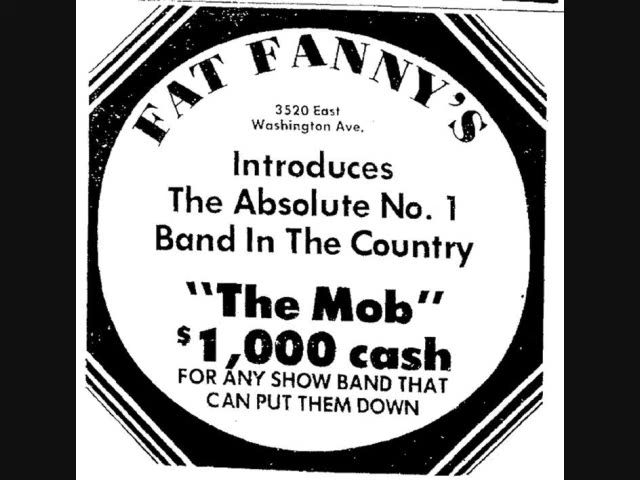 FAT FANNY'S
3520 East
Washington Ave.
Introduces
The Absolute No. 1
Band In The Country
"The Mob"
$1,000 cash
FOR ANY SHOW BAND THAT
CAN PUT THEM DOWN